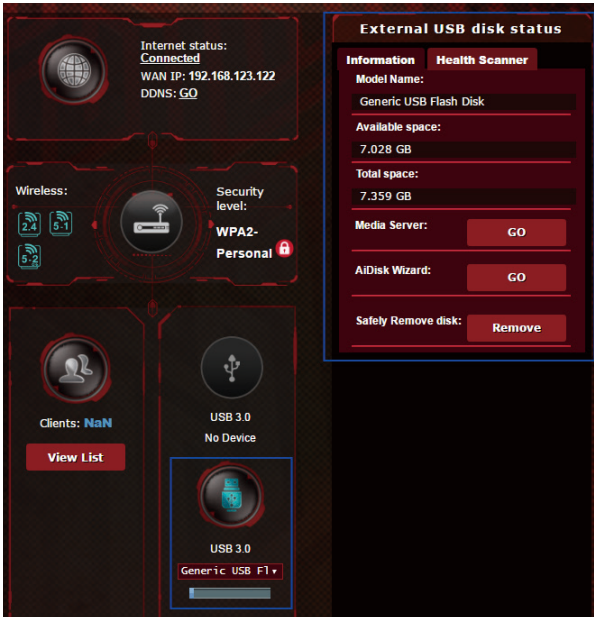 Internet status:
Connected
WAN IP: 192.168.123.122
DDNS: GO
Wireless:
2.4
5-1
5-2
Security
level:
WPA2-
Personal
Clients: NaN
View List
USB 3.0
No Device
USB 3.0
Generic USB Fl
External USB disk status
Information Health Scanner
Model Name:
Generic USB Flash Disk
Available space:
7.028 GB
Total space:
7.359 GB
Media Server: GO
AiDisk Wizard: GO
Safely Remove disk: Remove